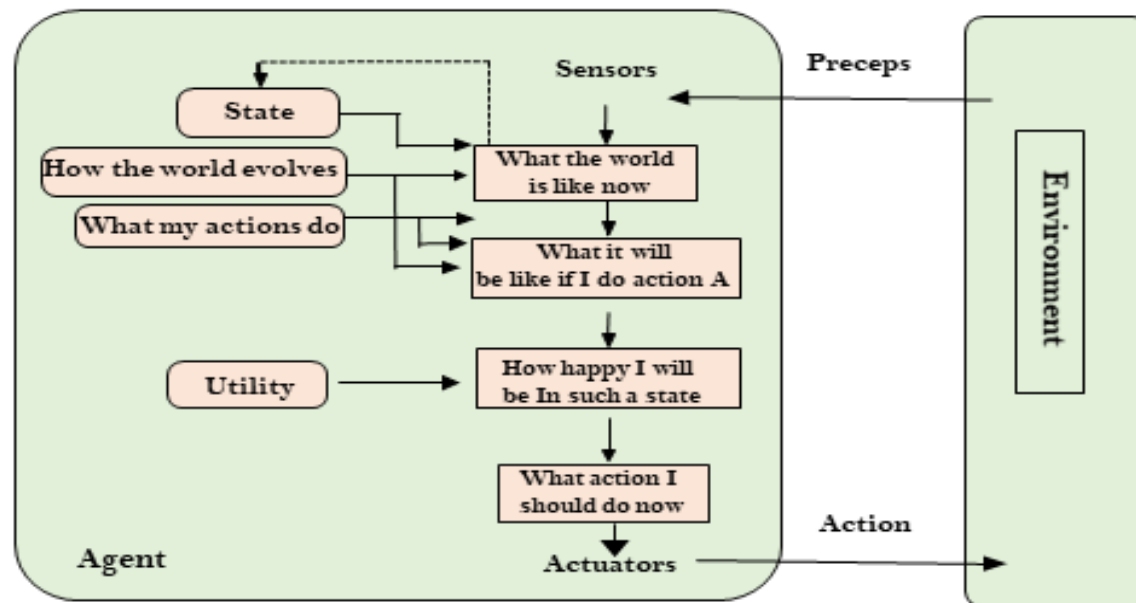 Sensors
Preceps
State
What the world
is like now
How the world evolves
What my actions do
What it will
be like if I do action A
Environment
How happy I will
be In such a state
Utility
What action I
should do now
Action
Agent
Actuators